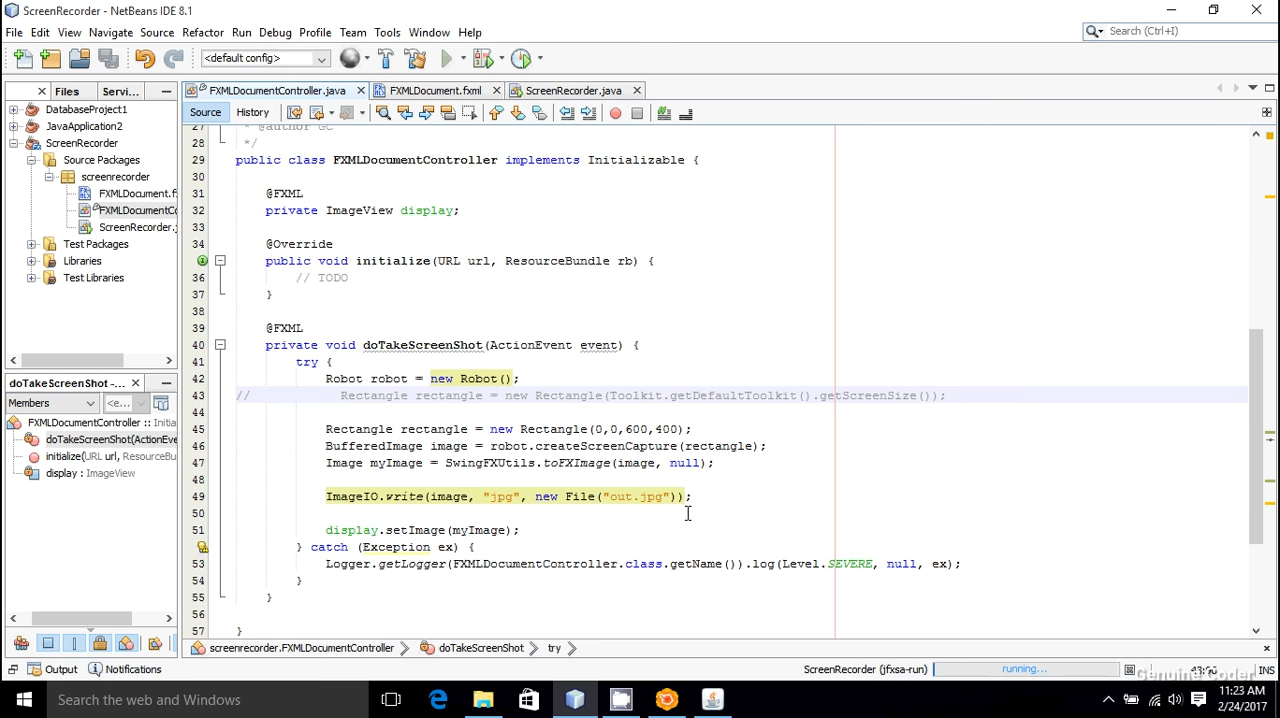 ScreenRecorder - NetBeans IDE 8.1
File Edit View Navigate Source Refactor Run Debug Profile Team Tools Window Help
Search (Ctrl+I)
<default config>
Files Servi...
FXMLDocumentController.java FXMLDocument.fxml ScreenRecorder.java
Source History
DatabaseProject1
JavaApplication2
ScreenRecorder
Source Packages
screenrecorder
FXMLDocument.f
FXMLDocumentCo
ScreenRecorder.j
Test Packages
Libraries
Test Libraries
27 * @author GC
28 */
29 public class FXMLDocumentController implements Initializable {
30
31 @FXML
32 private ImageView display;
33
34 @Override
public void initialize(URL url, ResourceBundle rb) {
36 // TODO
37 }
38
39 @FXML
40 private void doTakeScreenShot(ActionEvent event) {
41 try {
42 Robot robot = new Robot();
43 // Rectangle rectangle = new Rectangle(Toolkit.getDefaultToolkit().getScreenSize());
44
45 Rectangle rectangle = new Rectangle(0,0,600,400);
46 BufferedImage image = robot.createScreenCapture(rectangle);
47 Image myImage = SwingFXUtils.toFXImage(image, null);
48
49 ImageIO.write(image, "jpg", new File("out.jpg"));
50
51 display.setImage(myImage);
} catch (Exception ex) {
53 Logger.getLogger(FXMLDocumentController.class.getName()).log(Level.SEVERE, null, ex);
54 }
55 }
56
57 }
doTakeScreenShot -...
Members <e...
FXMLDocumentController :: Initia
doTakeScreenShot(ActionEve
initialize(URL url, ResourceBu
display : ImageView
screenrecorder.FXMLDocumentController doTakeScreenShot try
Output Notifications
ScreenRecorder (jfxsa-run) running... INS
Genuine Coder
Search the web and Windows
11:23 AM
2/24/2017